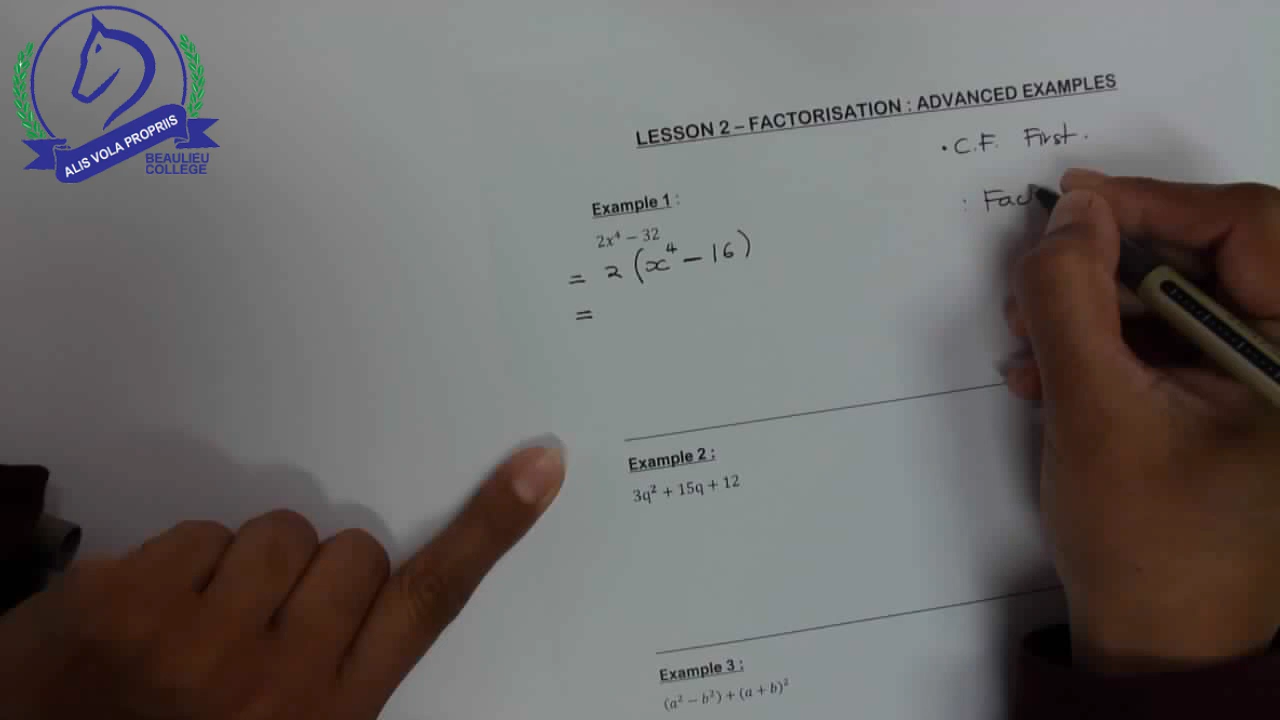 ALIS VOLA PROPRIIS
BEAULIEU
COLLEGE
LESSON 2 – FACTORISATION : ADVANCED EXAMPLES
• C.F. First.
: Fac
Example 1 :
2x⁴ − 32
= 2 (x⁴ − 16)
=
Example 2 :
3q² + 15q + 12
Example 3 :
(a² − b²) + (a + b)²